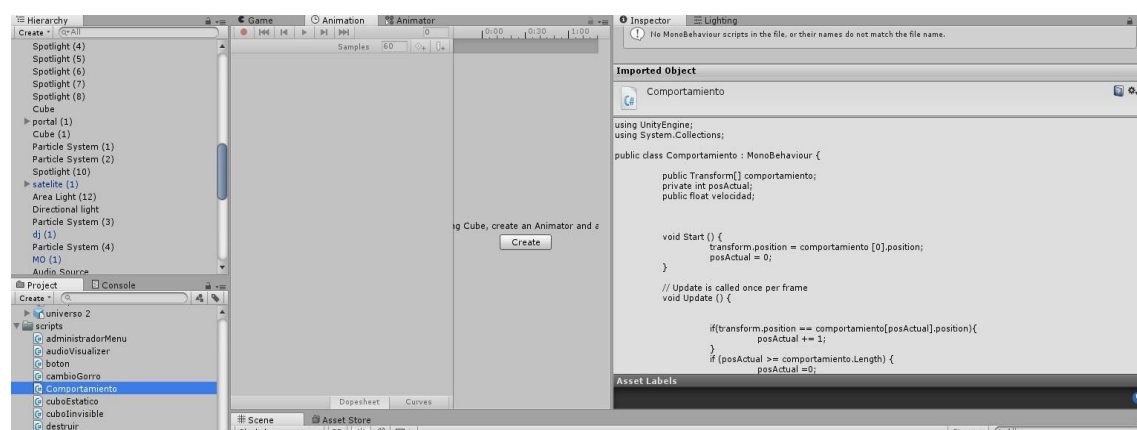 Hierarchy
Create
All
Spotlight (4)
Spotlight (5)
Spotlight (6)
Spotlight (7)
Spotlight (8)
Cube
portal (1)
Cube (1)
Particle System (1)
Particle System (2)
Spotlight (10)
satelite (1)
Area Light (12)
Directional light
Particle System (3)
dj (1)
Particle System (4)
MO (1)
Audio Source
Project Console
Create
universo 2
scripts
administradorMenu
audioVisualizer
boton
cambioGorro
Comportamiento
cuboEstatico
cuboIinvisible
destruir
Game Animation Animator
0 0:00 0:30 1:00
Samples 60
g Cube, create an Animator and a
Create
Dopesheet Curves
Scene Asset Store
Inspector Lighting
No MonoBehaviour scripts in the file, or their names do not match the file name.
Imported Object
Comportamiento
using UnityEngine;
using System.Collections;
public class Comportamiento : MonoBehaviour {
public Transform[] comportamiento;
private int posActual;
public float velocidad;
void Start () {
transform.position = comportamiento [0].position;
posActual = 0;
}
// Update is called once per frame
void Update () {
if(transform.position == comportamiento[posActual].position){
posActual += 1;
}
if (posActual >= comportamiento.Length) {
posActual =0;
Asset Labels